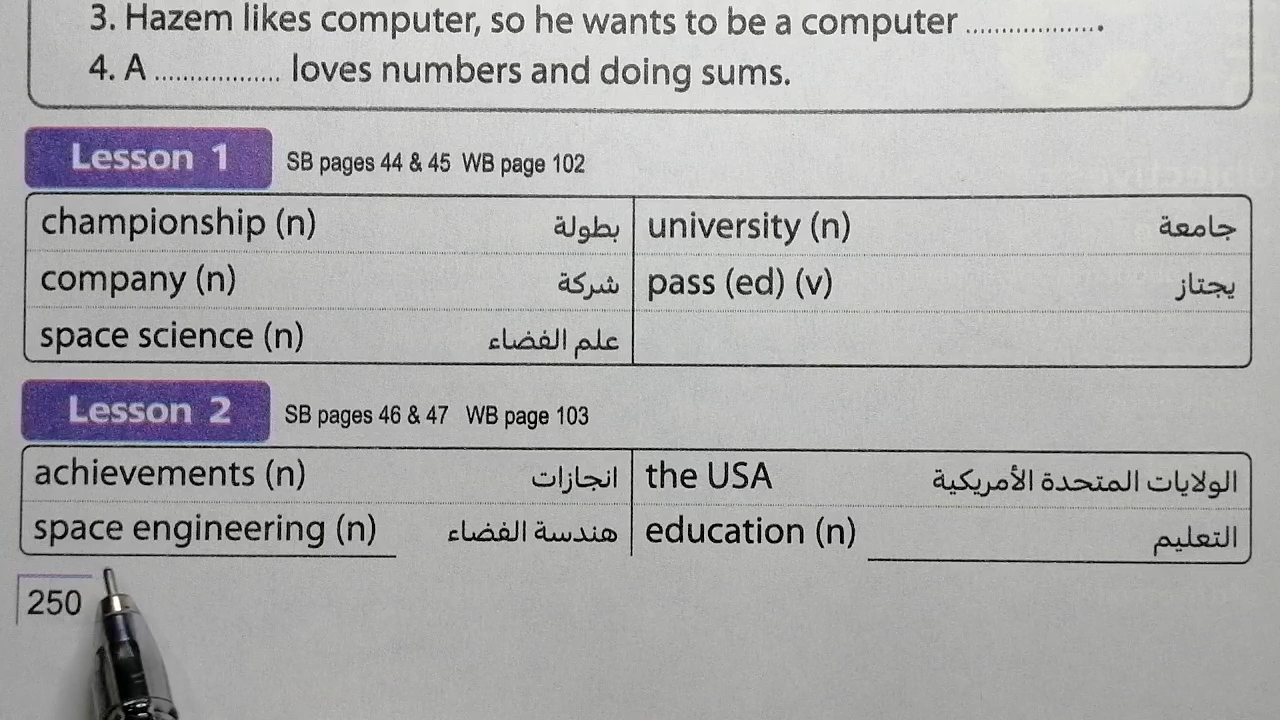 3. Hazem likes computer, so he wants to be a computer ...................
4. A .................. loves numbers and doing sums.
Lesson 1 SB pages 44 & 45 WB page 102
championship (n) بطولة university (n) جامعة
company (n) شركة pass (ed) (v) يجتاز
space science (n) علم الفضاء
Lesson 2 SB pages 46 & 47 WB page 103
achievements (n) انجازات the USA الولايات المتحدة الأمريكية
space engineering (n) هندسة الفضاء education (n) التعليم
250